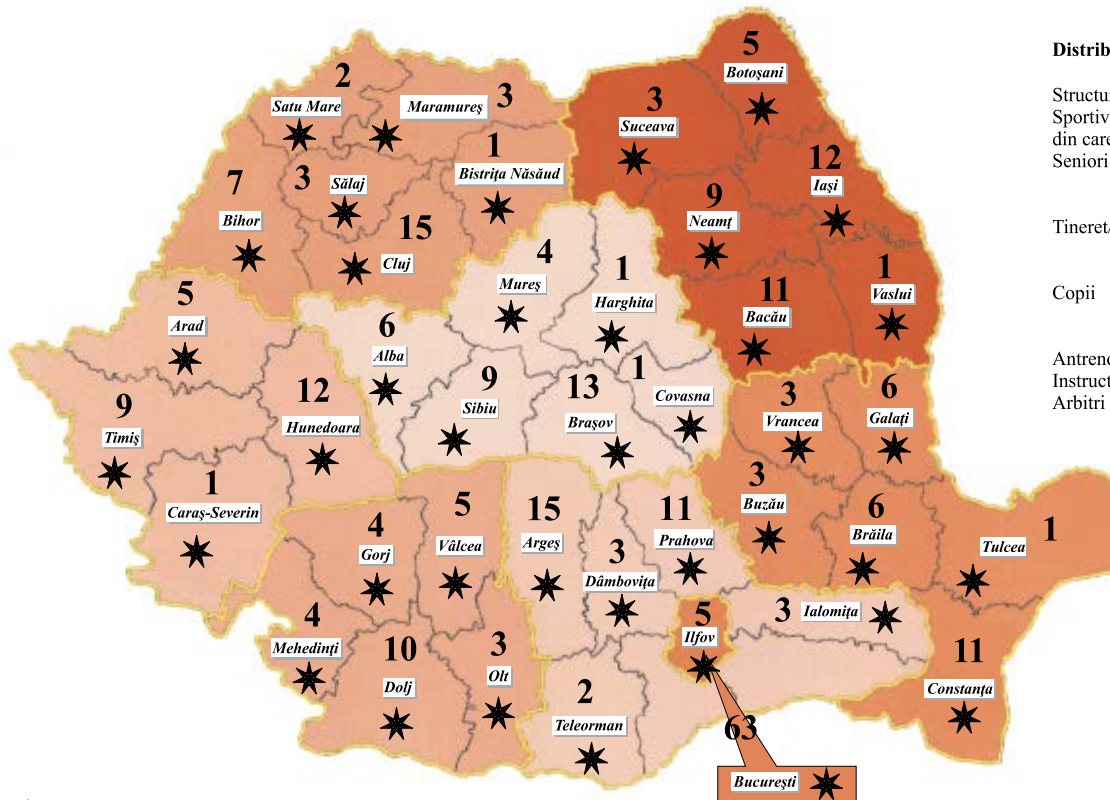 5
Botoşani
2
Satu Mare
Maramureş 3
3
Suceava
1
Bistriţa Năsăud
12
Iaşi
7
Bihor
3
Sălaj
9
Neamţ
15
Cluj
4
Mureş
1
Harghita
1
Vaslui
11
Bacău
5
Arad
6
Alba
9
Sibiu
13
Braşov
1
Covasna
9
Timiş
12
Hunedoara
3
Vrancea
6
Galaţi
1
Caraş-Severin
4
Gorj
5
Vâlcea
15
Argeş
11
Prahova
3
Buzău
6
Brăila
Tulcea 1
3
Dâmboviţa
3 Ialomiţa
5
Ilfov
4
Mehedinţi
10
Dolj
3
Olt
2
Teleorman
11
Constanţa
63
Bucureşti
Distrib
Structu
Sportiv
din care
Seniori
Tineret/
Copii
Antreno
Instruct
Arbitri